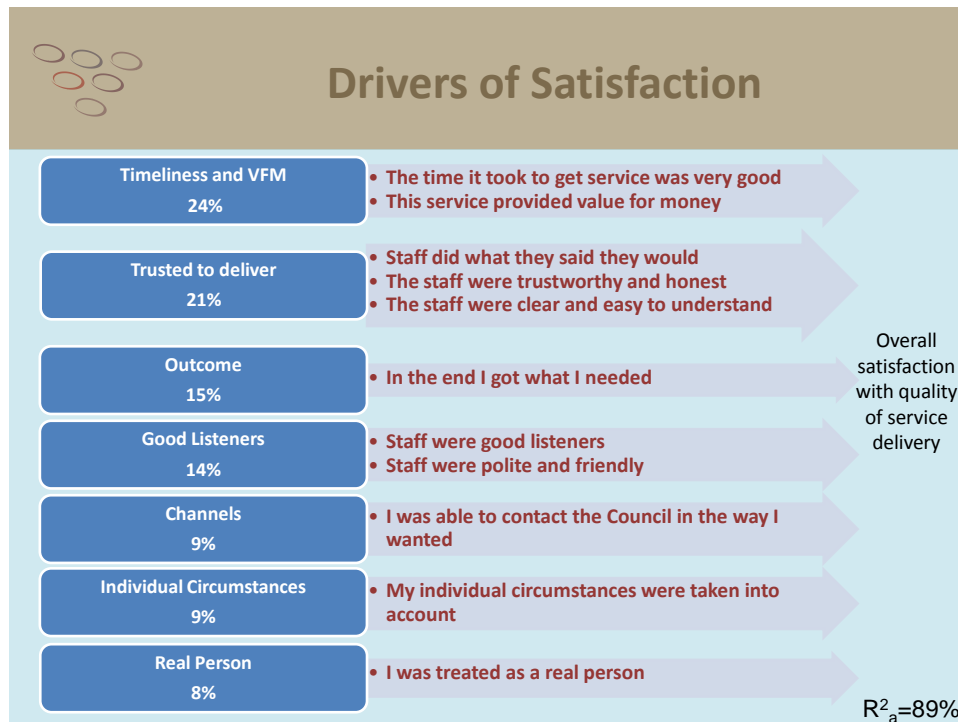 Drivers of Satisfaction
Timeliness and VFM
24%
• The time it took to get service was very good
• This service provided value for money
Trusted to deliver
21%
• Staff did what they said they would
• The staff were trustworthy and honest
• The staff were clear and easy to understand
Outcome
15%
• In the end I got what I needed
Good Listeners
14%
• Staff were good listeners
• Staff were polite and friendly
Channels
9%
• I was able to contact the Council in the way I
wanted
Individual Circumstances
9%
• My individual circumstances were taken into
account
Real Person
8%
• I was treated as a real person
Overall
satisfaction
with quality
of service
delivery
R²ₐ=89%